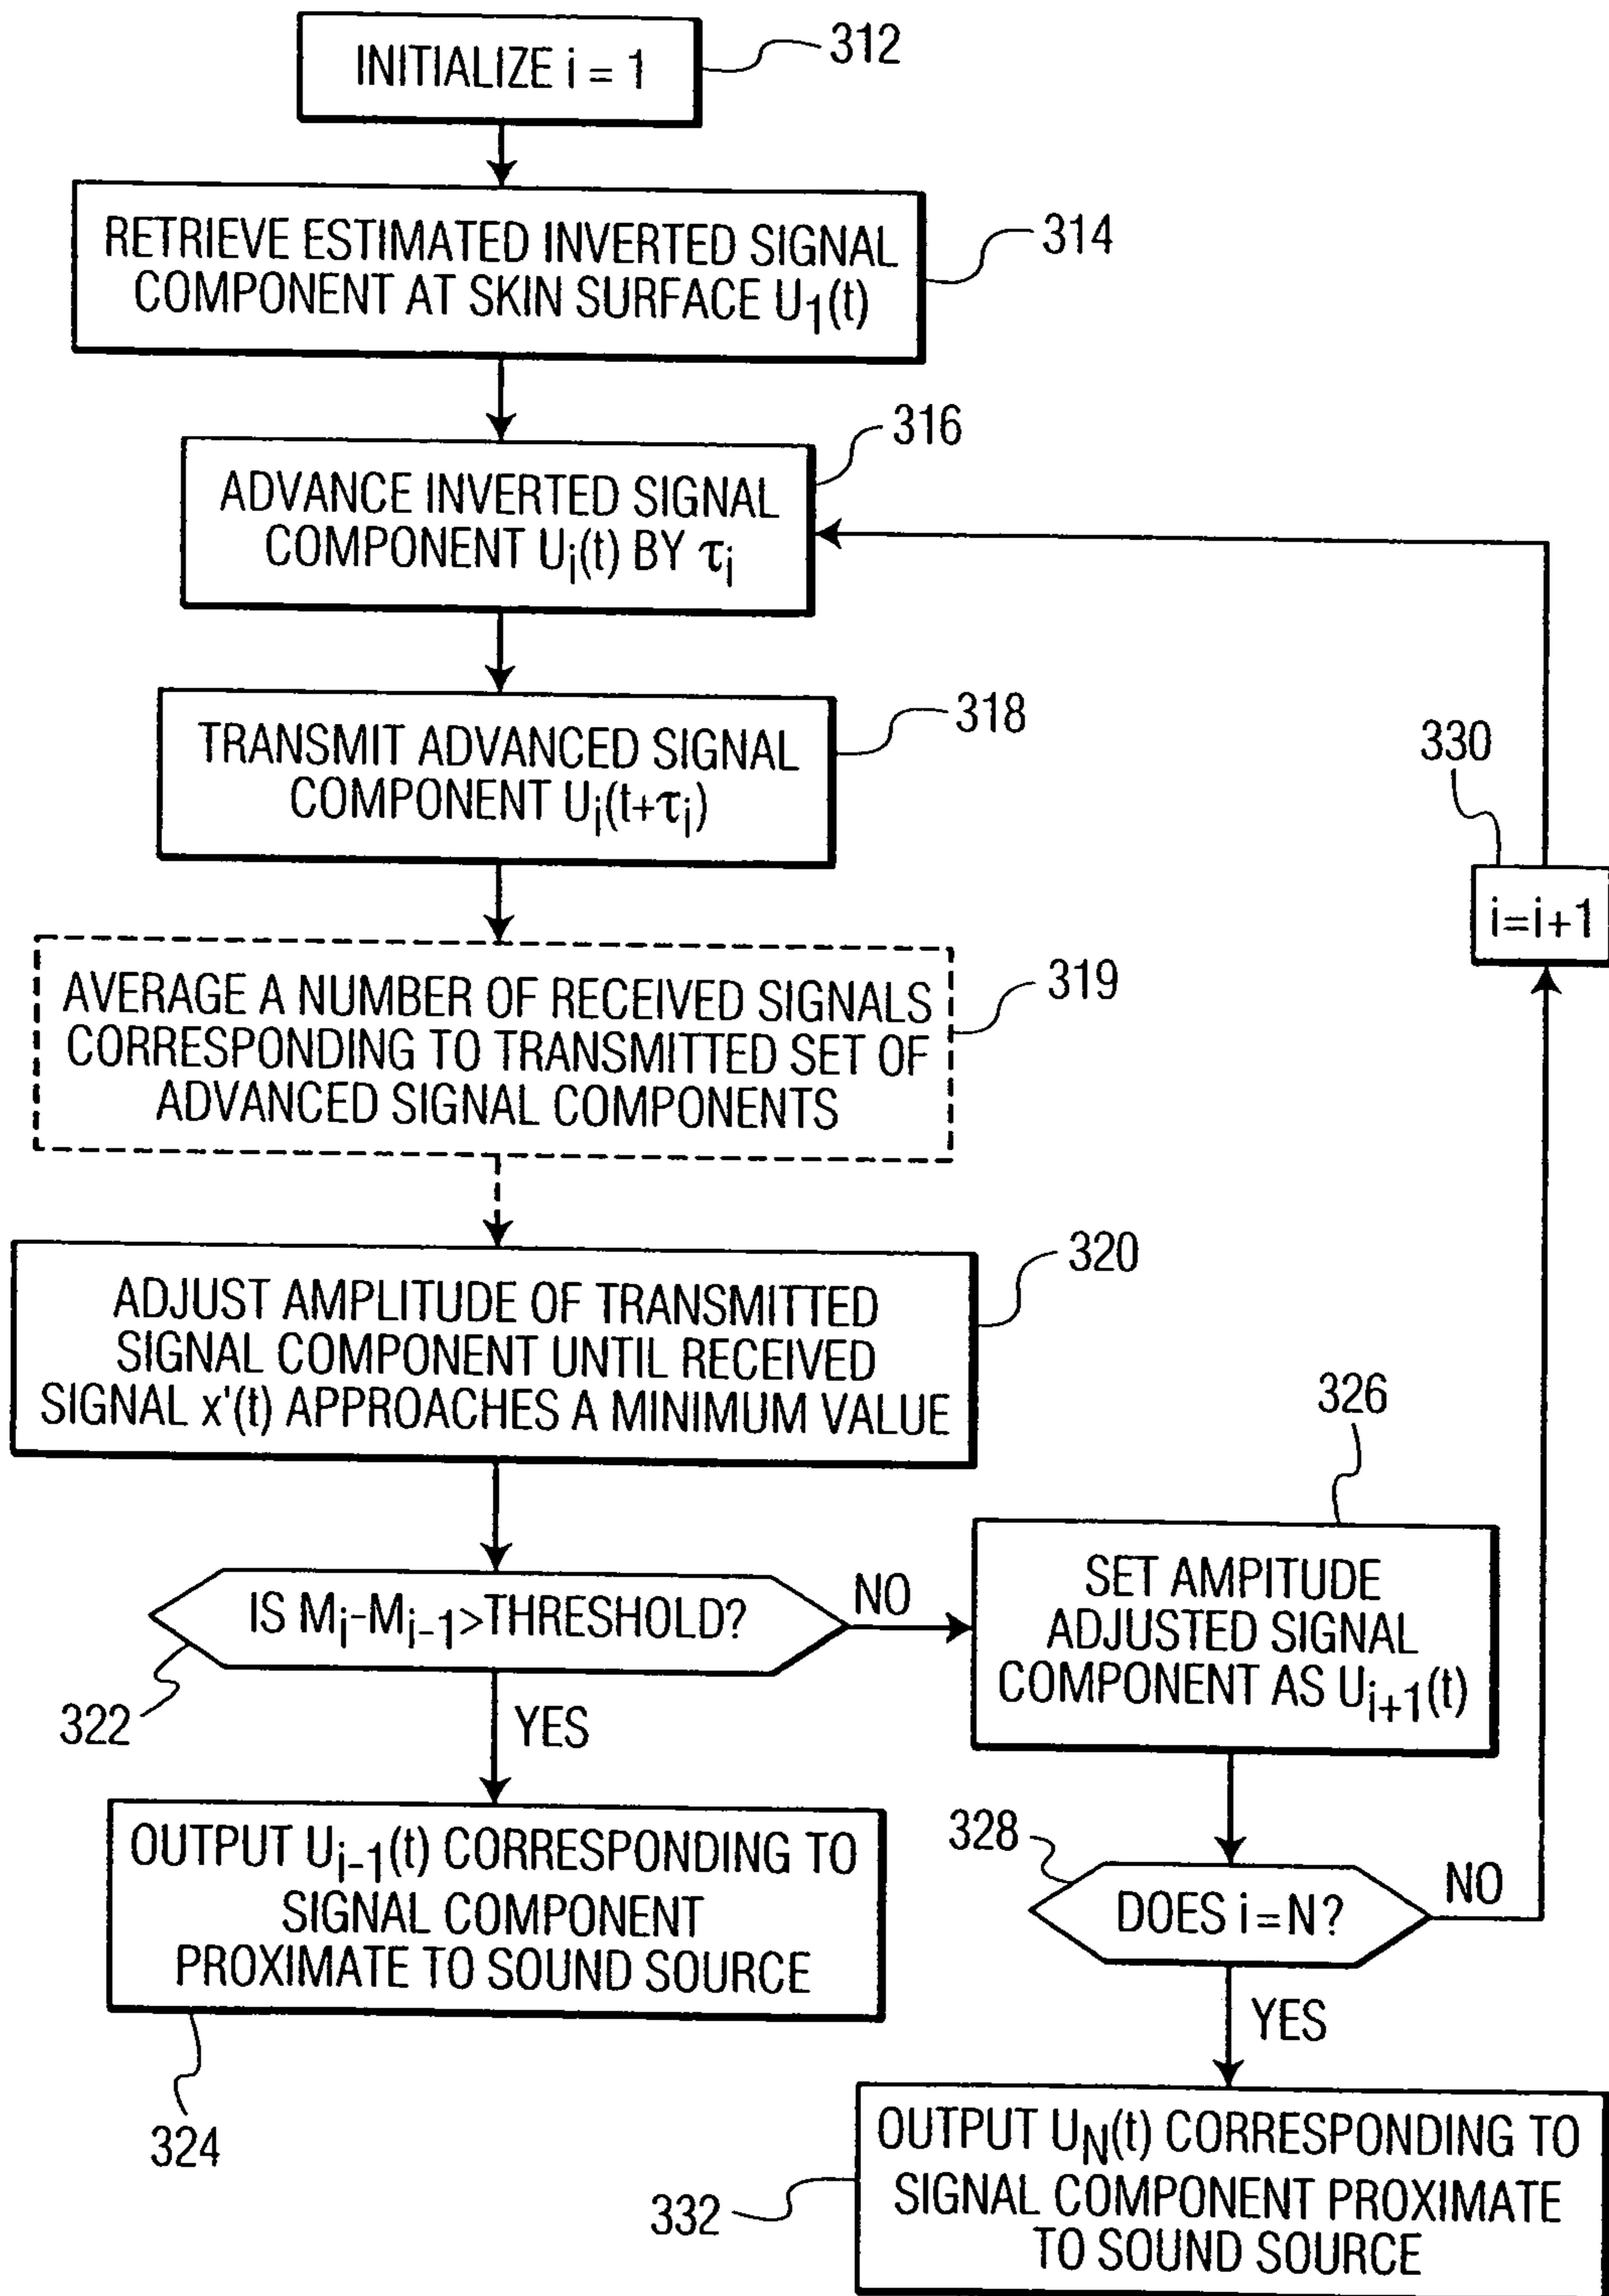 INITIALIZE i = 1
312
RETRIEVE ESTIMATED INVERTED SIGNAL
COMPONENT AT SKIN SURFACE U1(t)
314
316
ADVANCE INVERTED SIGNAL
COMPONENT Ui(t) BY τi
318
TRANSMIT ADVANCED SIGNAL
COMPONENT Ui(t+τi)
330
i=i+1
319
AVERAGE A NUMBER OF RECEIVED SIGNALS
CORRESPONDING TO TRANSMITTED SET OF
ADVANCED SIGNAL COMPONENTS
320
ADJUST AMPLITUDE OF TRANSMITTED
SIGNAL COMPONENT UNTIL RECEIVED
SIGNAL x'(t) APPROACHES A MINIMUM VALUE
326
IS Mi-Mi-1>THRESHOLD?
NO
322
YES
SET AMPITUDE
ADJUSTED SIGNAL
COMPONENT AS Ui+1(t)
OUTPUT Ui-1(t) CORRESPONDING TO
SIGNAL COMPONENT
PROXIMATE TO SOUND SOURCE
324
328
DOES i=N?
NO
YES
OUTPUT UN(t) CORRESPONDING TO
SIGNAL COMPONENT PROXIMATE
TO SOUND SOURCE
332